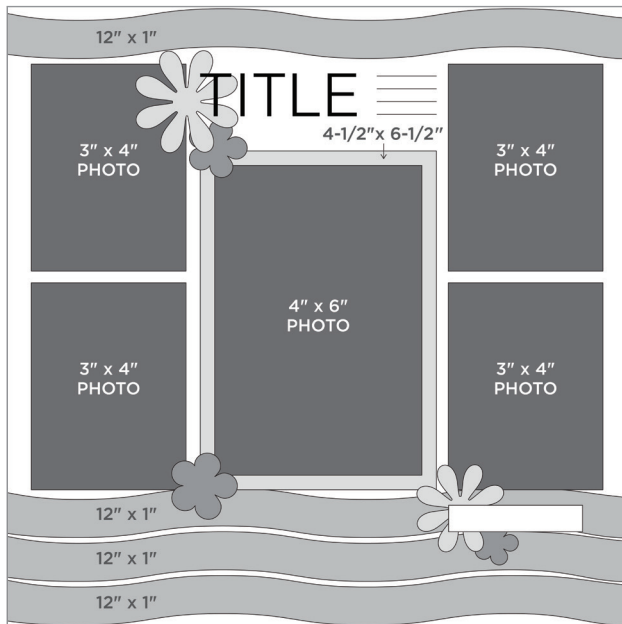 12" x 1"
TITLE
4-1/2"x 6-1/2"
3" x 4"
PHOTO
3" x 4"
PHOTO
4" x 6"
PHOTO
3" x 4"
PHOTO
3" x 4"
PHOTO
12" x 1"
12" x 1"
12" x 1"